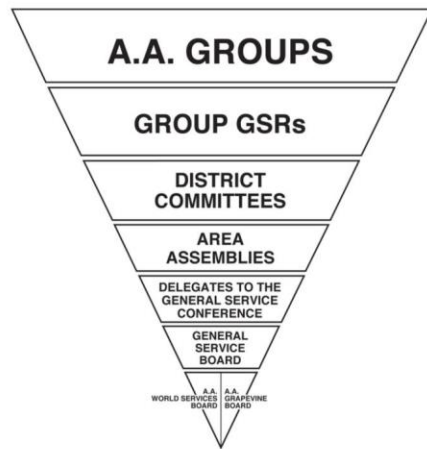 A.A. GROUPS
GROUP GSRs
DISTRICT
COMMITTEES
AREA
ASSEMBLIES
DELEGATES TO THE
GENERAL SERVICE
CONFERENCE
GENERAL
SERVICE
BOARD
A.A.
WORLD SERVICES
BOARD
A.A.
GRAPEVINE
BOARD